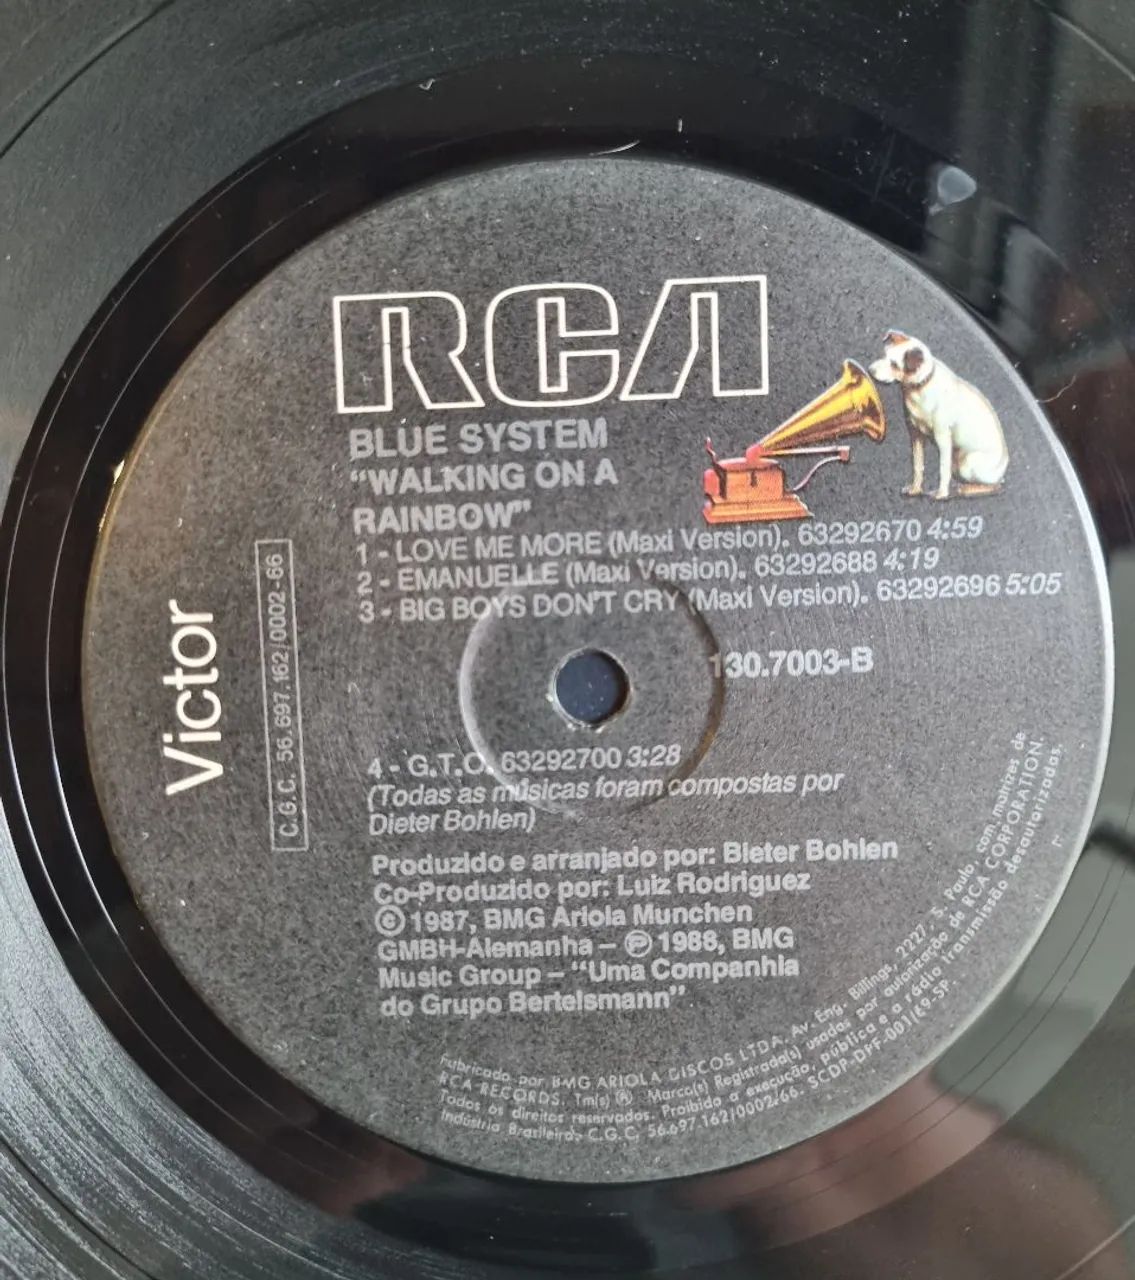 RCA
BLUE SYSTEM
“WALKING ON A
RAINBOW”
1 - LOVE ME MORE (Maxi Version). 63292670 4:59
2 - EMANUELLE (Maxi Version). 63292688 4:19
3 - BIG BOYS DON'T CRY (Maxi Version). 63292696 5:05
130.7003-B
Victor
C.G.C. 56.697.162/0002-66
4 - G.T.O. 63292700 3:28
(Todas as músicas foram compostas por
Dieter Bohlen)
Produzido e arranjado por: Bieter Bohlen
Co-Produzido por: Luiz Rodriguez
© 1987, BMG Ariola Munchen
GMBH-Alemanha – ℗ 1988, BMG
Music Group – “Uma Companhia
do Grupo Bertelsmann”
Fabricado por BMG ARIOLA DISCOS LTDA. Av. Eng. Billings, 2227, S. Paulo, com matrizes de
RCA RECORDS. Tm(s) ® Marca(s) Registrada(s) usadas por autorização de RCA CORPORATION.
Todos os direitos reservados. Proibida a execução, pública e a rádio transmissão desautorizadas.
Indústria Brasileira. C.G.C. 56.697.162/0002-66. SCDP-DPF-001/69-SP.